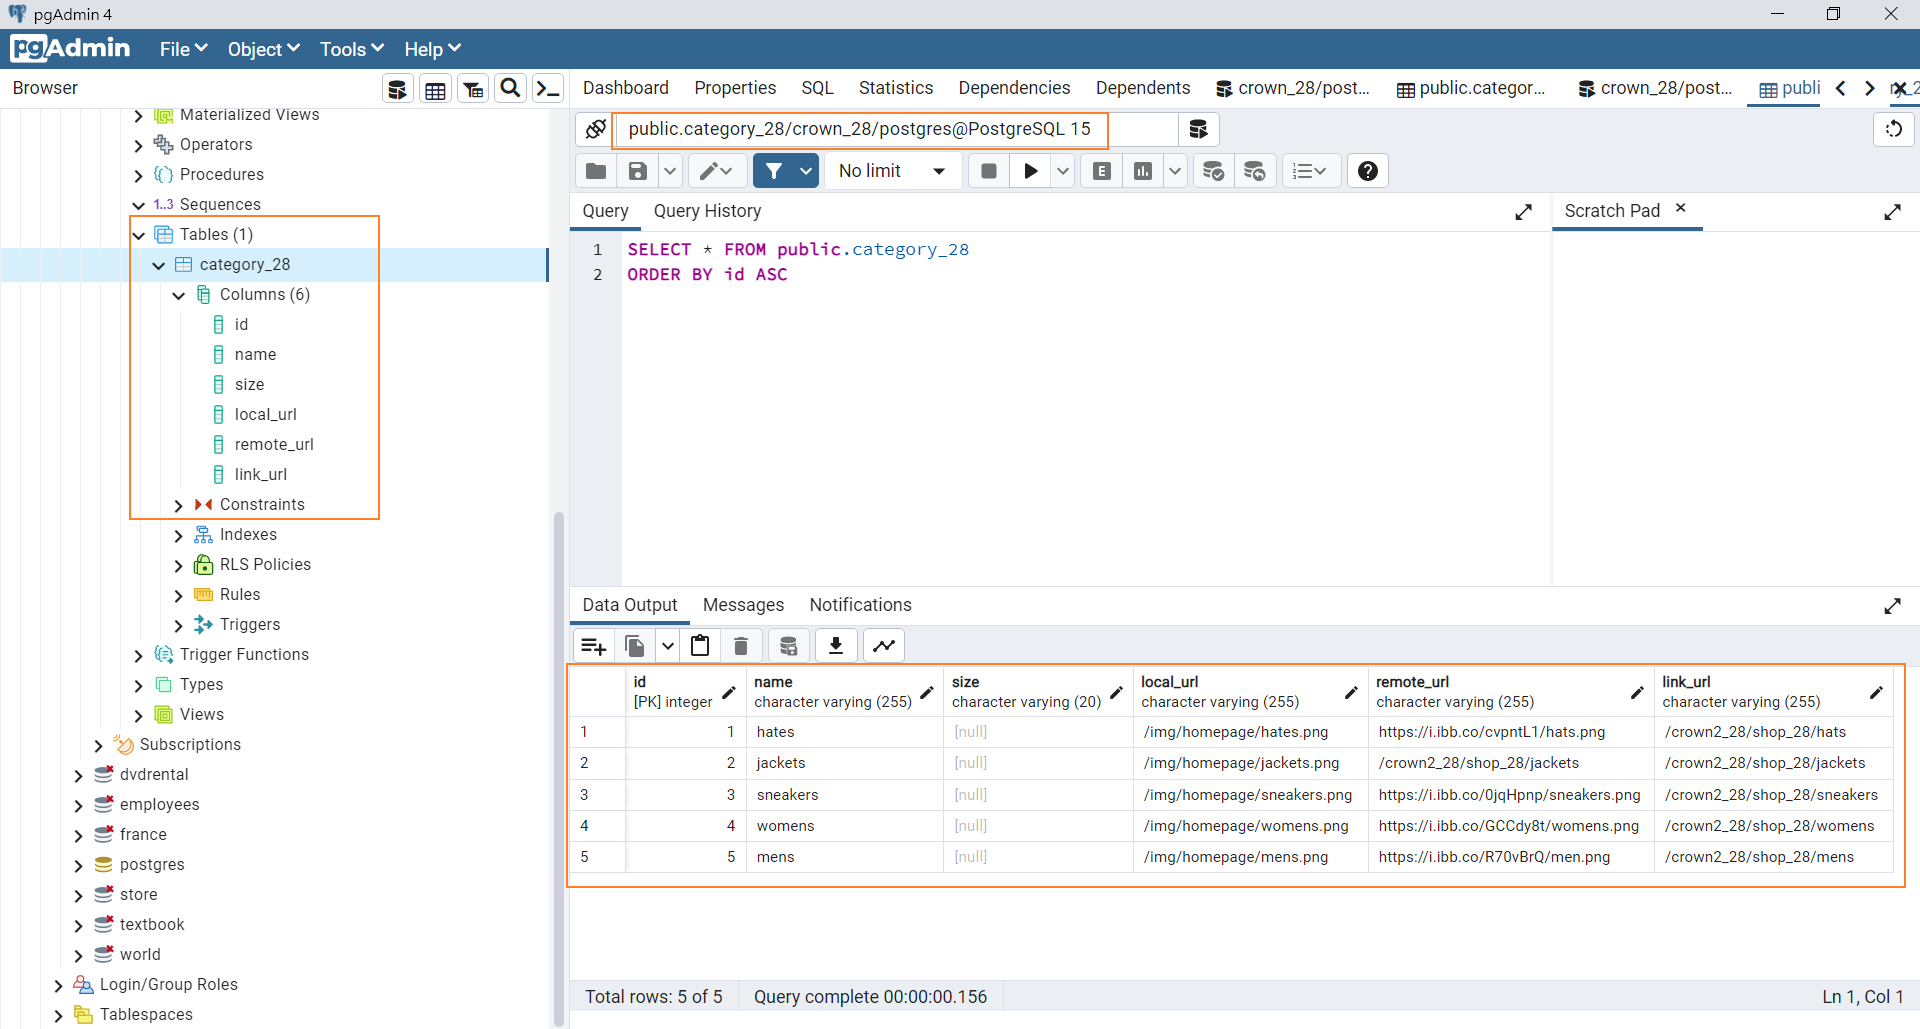 pgAdmin 4
pgAdmin File Object Tools Help
Browser
Dashboard Properties SQL Statistics Dependencies Dependents crown_28/post... public.categor... crown_28/post... publi
public.category_28/crown_28/postgres@PostgreSQL 15
No limit
Materialized Views
Operators
Procedures
1..3 Sequences
Tables (1)
category_28
Columns (6)
id
name
size
local_url
remote_url
link_url
Constraints
Indexes
RLS Policies
Rules
Triggers
Trigger Functions
Types
Views
Subscriptions
dvdrental
employees
france
postgres
store
textbook
world
Login/Group Roles
Tablespaces
Query Query History
Scratch Pad
1 SELECT * FROM public.category_28
2 ORDER BY id ASC
Data Output Messages Notifications
id name size local_url remote_url link_url
[PK] integer character varying (255) character varying (20) character varying (255) character varying (255) character varying (255)
1 1 hates [null] /img/homepage/hates.png https://i.ibb.co/cvpntL1/hats.png /crown2_28/shop_28/hats
2 2 jackets [null] /img/homepage/jackets.png /crown2_28/shop_28/jackets /crown2_28/shop_28/jackets
3 3 sneakers [null] /img/homepage/sneakers.png https://i.ibb.co/0jqHpnp/sneakers.png /crown2_28/shop_28/sneakers
4 4 womens [null] /img/homepage/womens.png https://i.ibb.co/GCCdy8t/womens.png /crown2_28/shop_28/womens
5 5 mens [null] /img/homepage/mens.png https://i.ibb.co/R70vBrQ/men.png /crown2_28/shop_28/mens
Total rows: 5 of 5 Query complete 00:00:00.156
Ln 1, Col 1